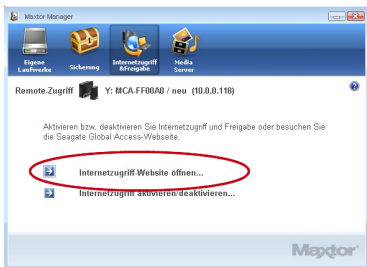 Maxtor Manager
Eigene Laufwerke
Sicherung
Internetzugriff &Freigabe
Media Server
Remote-Zugriff Y: MCA-FF00A0 / neu (10.0.0.118)
Aktivieren bzw. deaktivieren Sie Internetzugriff und Freigabe oder besuchen Sie
die Seagate Global Access-Webseite.
Internetzugriff-Website öffnen...
Internetzugriff aktivieren/deaktivieren...
Maxtor